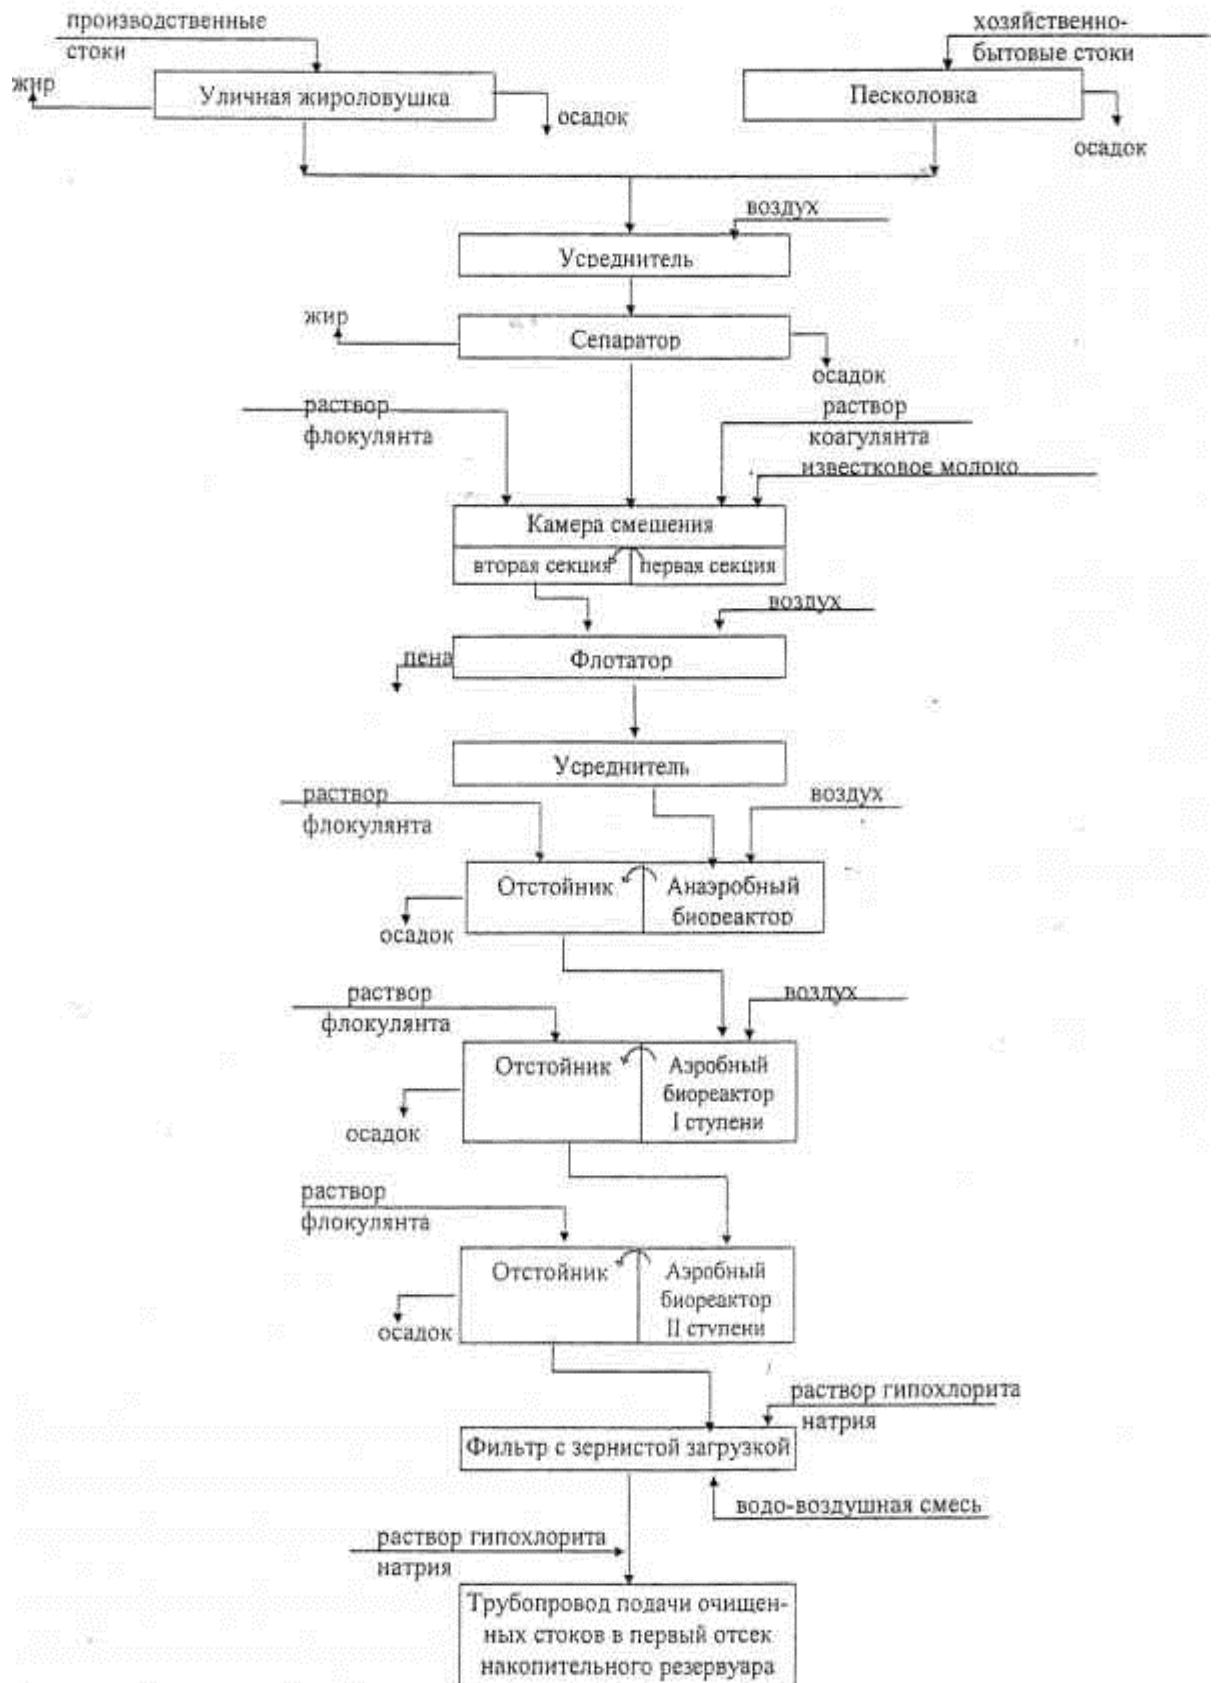 производственные
стоки
хозяйственно-
бытовые стоки
жир
Уличная жироловушка
осадок
Песколовка
осадок
воздух
Усреднитель
жир
Сепаратор
осадок
раствор
флокулянта
раствор
коагулянта
известковое молоко
Камера смешения
вторая секция
первая секция
воздух
пена
Флотатор
Усреднитель
раствор
флокулянта
воздух
Отстойник
Анаэробный
биореактор
осадок
раствор
флокулянта
воздух
Отстойник
Аэробный
биореактор
I ступени
осадок
раствор
флокулянта
Отстойник
Аэробный
биореактор
II ступени
осадок
раствор гипохлорита
натрия
Фильтр с зернистой загрузкой
водо-воздушная смесь
раствор гипохлорита
натрия
Трубопровод подачи очищен-
ных стоков в первый отсек
накопительного резервуара